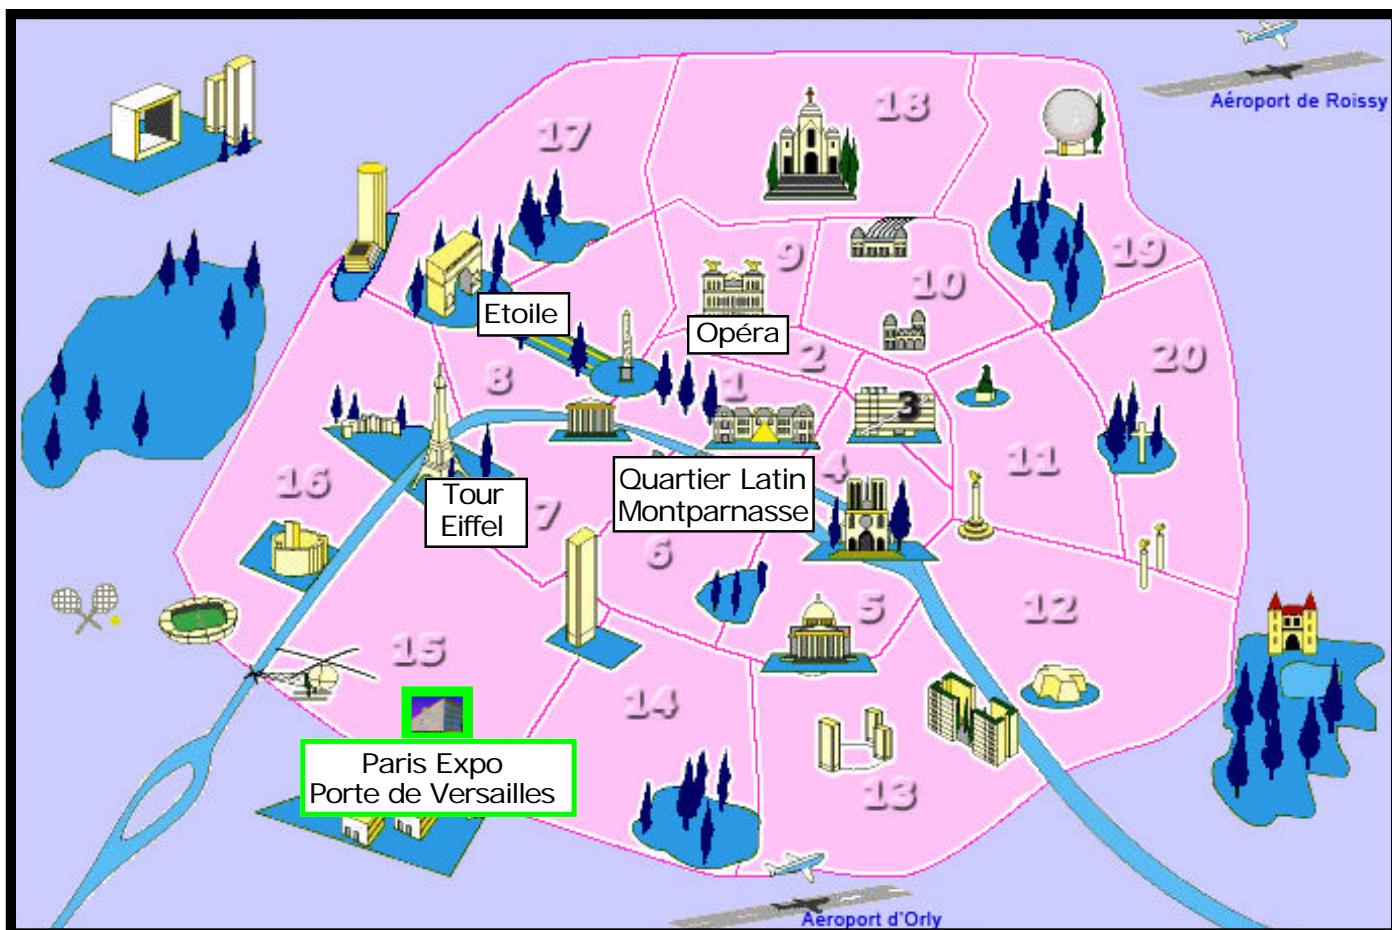 18
Aéroport de Roissy
17
9
19
10
Etoile
Opéra
2
20
8
1
3
Quartier Latin
Montparnasse
4
11
16
Tour
Eiffel
7
6
5
12
15
14
Paris Expo
Porte de Versailles
13
Aéroport d'Orly